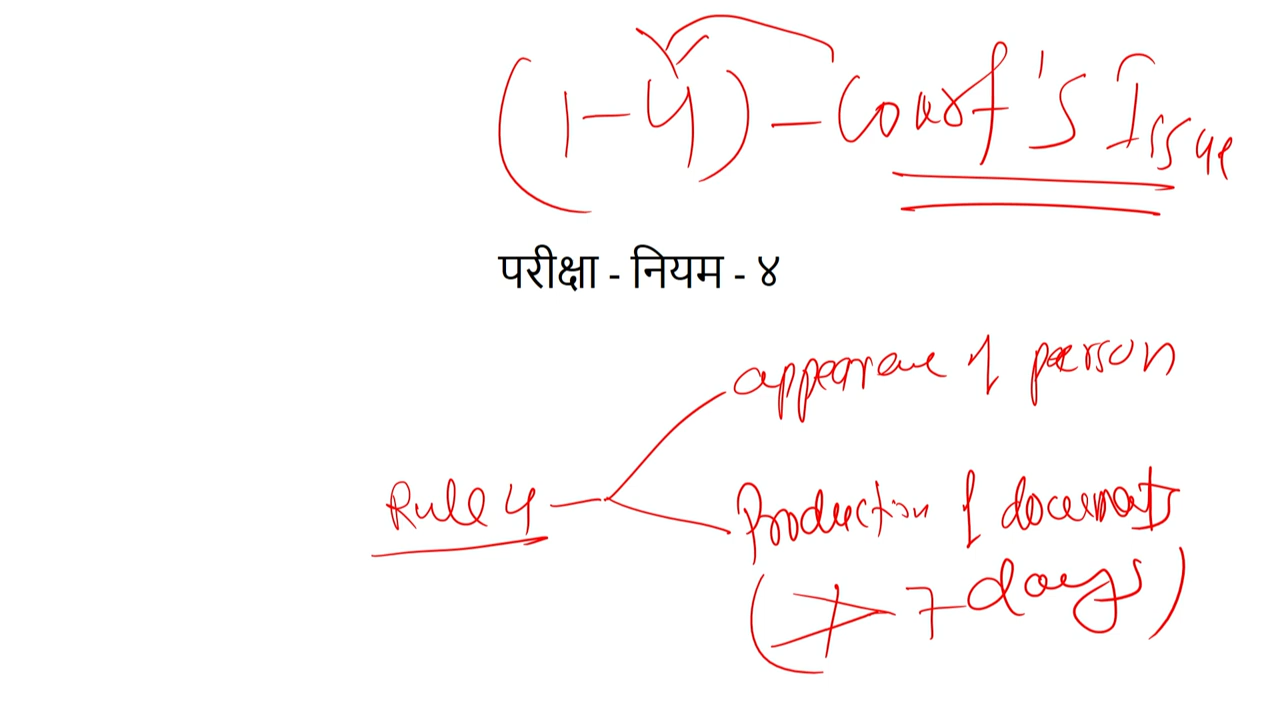 (1-4) - Court's Issue
परीक्षा - नियम - ४
appearance of person
Rule 4
Production of documents
(≯ 7 days)